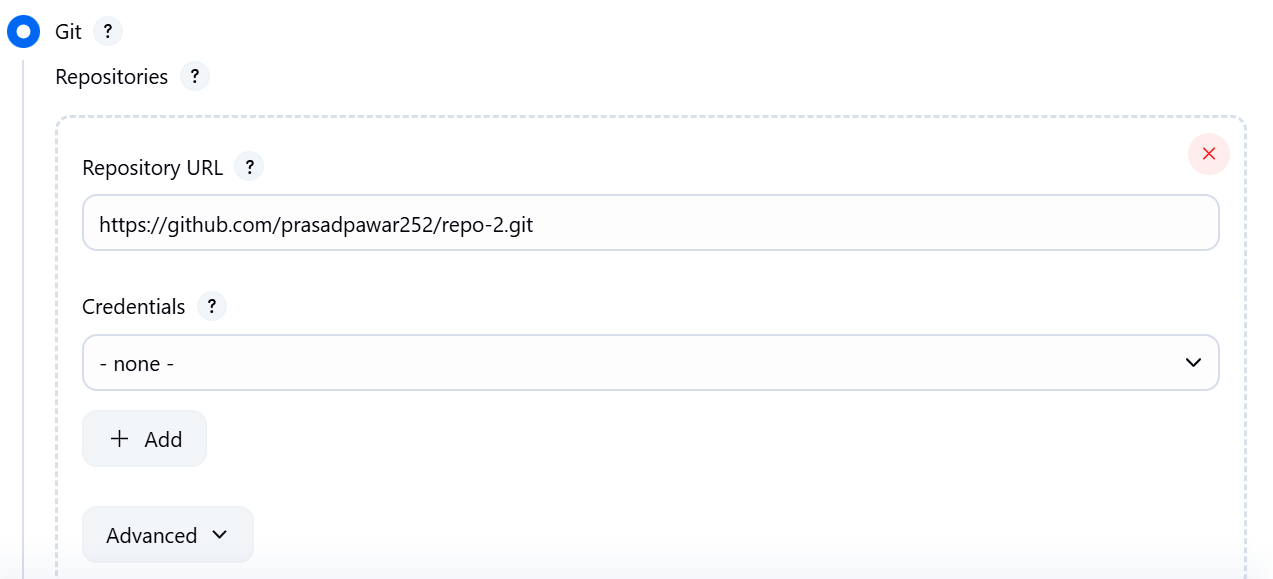 Git ?
Repositories ?
Repository URL ?
https://github.com/prasadpawar252/repo-2.git
Credentials ?
- none -
+ Add
Advanced